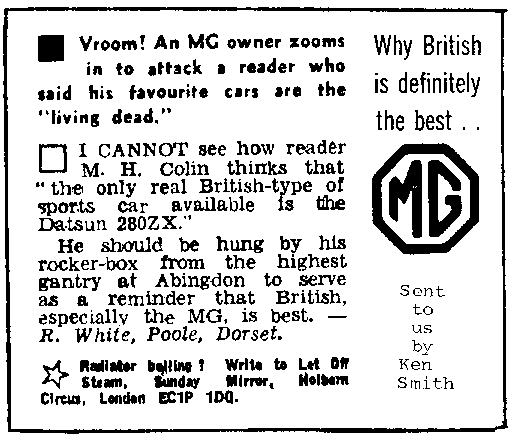 Vroom! An MG owner zooms
in to attack a reader who
said his favourite cars are the
"living dead."
I CANNOT see how reader
M. H. Colin thinks that
"the only real British-type of
sports car available is the
Datsun 280ZX."
He should be hung by his
rocker-box from the highest
gantry at Abingdon to serve
as a reminder that British,
especially the MG, is best. —
R. White, Poole, Dorset.
Radiator boiling? Write to Let Off
Steam, Sunday Mirror, Holborn
Circus, London EC1P 1DQ.
Why British
is definitely
the best . .
MG
Sent
to
us
by
Ken
Smith